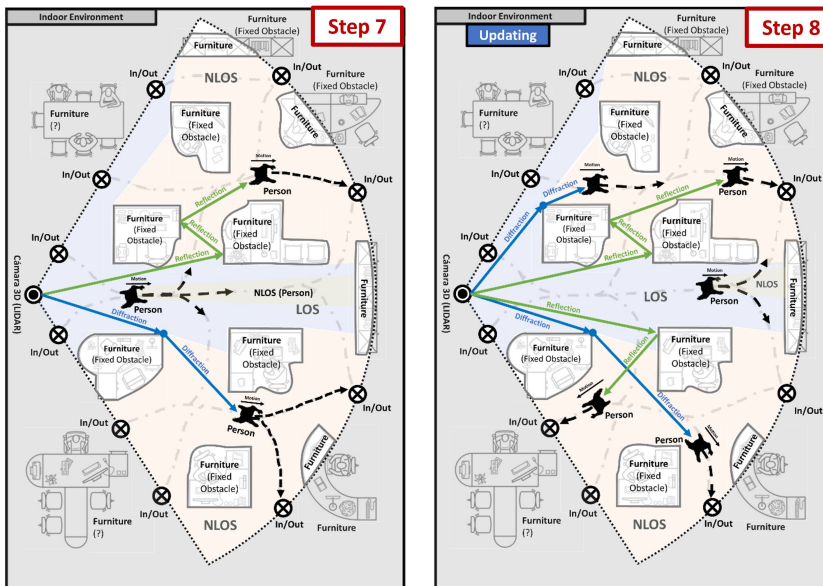 Indoor Environment
Step 7
Furniture
(Fixed Obstacle)
Furniture
In/Out
In/Out
NLOS
Furniture
(Fixed Obstacle)
Furniture
(?)
Furniture
(Fixed
Obstacle)
Furniture
Motion
Person
In/Out
In/Out
Reflection
Furniture
(Fixed
Obstacle)
Reflection
Furniture
(Fixed
Obstacle)
In/Out
Reflection
Cámara 3D (LIDAR)
Motion
NLOS (Person)
Person
LOS
Furniture
Diffraction
In/Out
Furniture
(Fixed Obstacle)
Diffraction
Furniture
(Fixed
Obstacle)
Motion
Person
In/Out
In/Out
Furniture
(Fixed
Obstacle)
Furniture
In/Out
NLOS
In/Out
Furniture
(?)
Furniture
Indoor Environment
Updating
Step 8
Furniture
(Fixed Obstacle)
Furniture
In/Out
In/Out
NLOS
Furniture
(Fixed Obstacle)
Furniture
(?)
Furniture
(Fixed
Obstacle)
Furniture
Motion
Motion
In/Out
Diffraction
Person
Reflection
Person
In/Out
Diffraction
Furniture
(Fixed
Obstacle)
Reflection
Furniture
(Fixed
Obstacle)
In/Out
Reflection
Cámara 3D (LIDAR)
LOS
Motion
Person
NLOS
Furniture
Reflection
Diffraction
In/Out
Furniture
(Fixed Obstacle)
Reflection
Furniture
(Fixed
Obstacle)
Diffraction
Motion
Person
In/Out
In/Out
Motion
Person
Furniture
(Fixed
Obstacle)
Furniture
In/Out
NLOS
In/Out
Furniture
(?)
Furniture